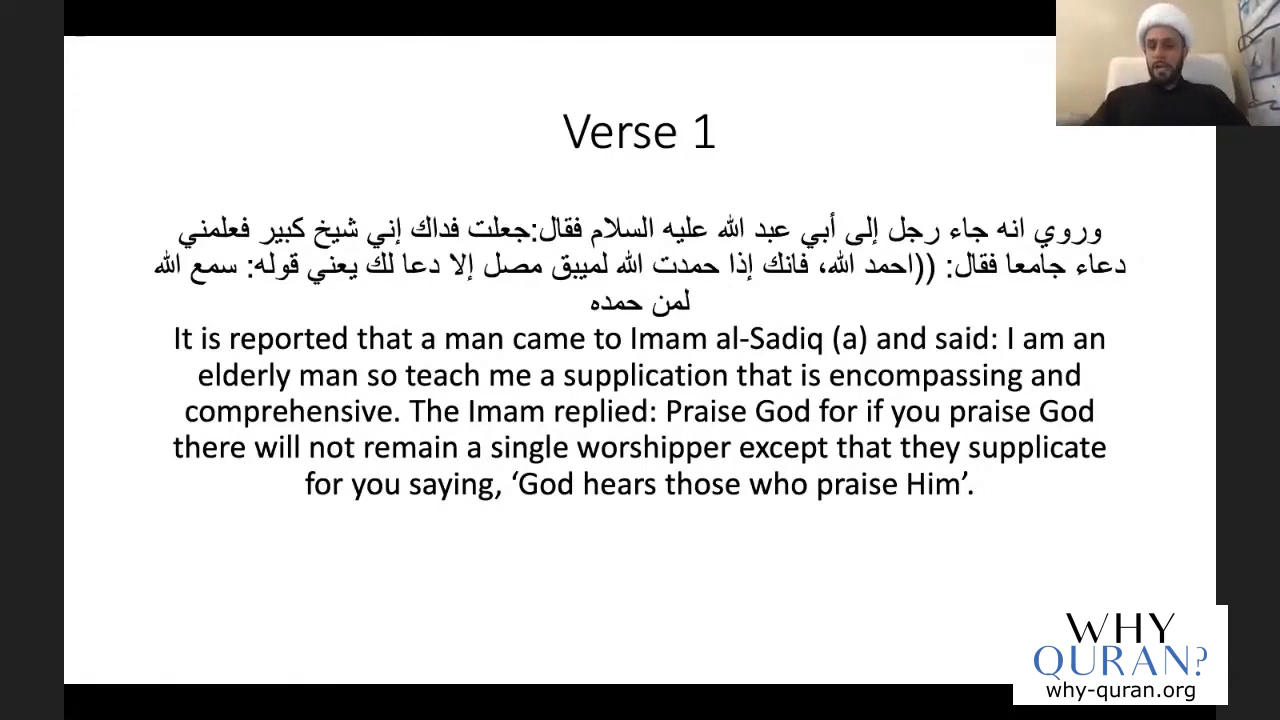 Verse 1
وروي انه جاء رجل إلى أبي عبد الله عليه السلام فقال:جعلت فداك إني شيخ كبير فعلمني
دعاء جامعا فقال: ((احمد الله، فانك إذا حمدت الله لميبق مصل إلا دعا لك يعني قوله: سمع الله
لمن حمده
It is reported that a man came to Imam al-Sadiq (a) and said: I am an
elderly man so teach me a supplication that is encompassing and
comprehensive. The Imam replied: Praise God for if you praise God
there will not remain a single worshipper except that they supplicate
for you saying, ‘God hears those who praise Him’.
WHY
QURAN?
why-quran.org